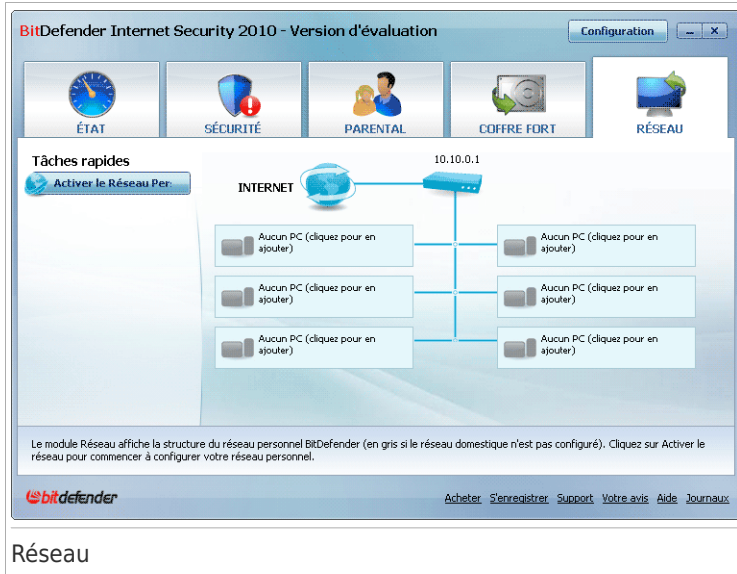 BitDefender Internet Security 2010 - Version d'évaluation
Configuration
ÉTAT
SÉCURITÉ
PARENTAL
COFFRE FORT
RÉSEAU
Tâches rapides
Activer le Réseau Per
10.10.0.1
INTERNET
Aucun PC (cliquez pour en
ajouter)
Aucun PC (cliquez pour en
ajouter)
Aucun PC (cliquez pour en
ajouter)
Aucun PC (cliquez pour en
ajouter)
Aucun PC (cliquez pour en
ajouter)
Aucun PC (cliquez pour en
ajouter)
Le module Réseau affiche la structure du réseau personnel BitDefender (en gris si le réseau domestique n'est pas configuré). Cliquez sur Activer le
réseau pour commencer à configurer votre réseau personnel.
bitdefender
Acheter S'enregistrer Support Votre avis Aide Journaux
Réseau